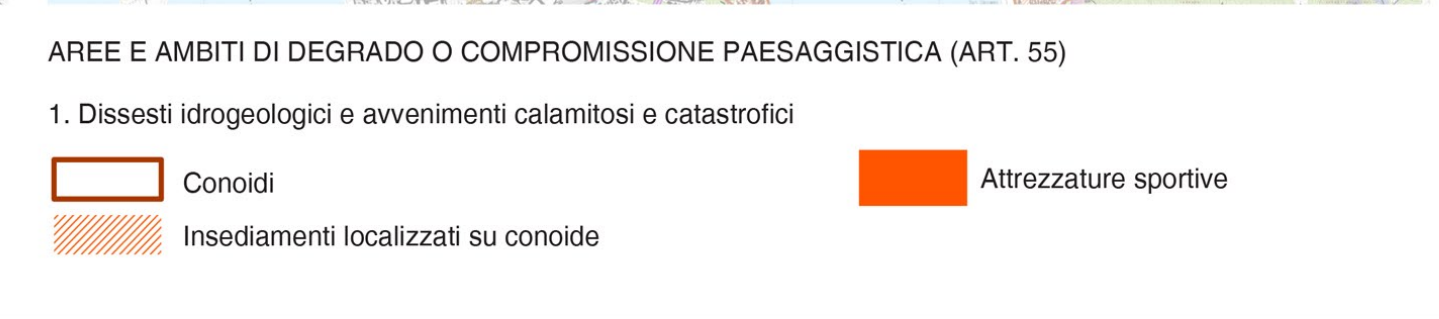 AREE E AMBITI DI DEGRADO O COMPROMISSIONE PAESAGGISTICA (ART. 55)
1. Dissesti idrogeologici e avvenimenti calamitosi e catastrofici
Conoidi
Attrezzature sportive
Insediamenti localizzati su conoide